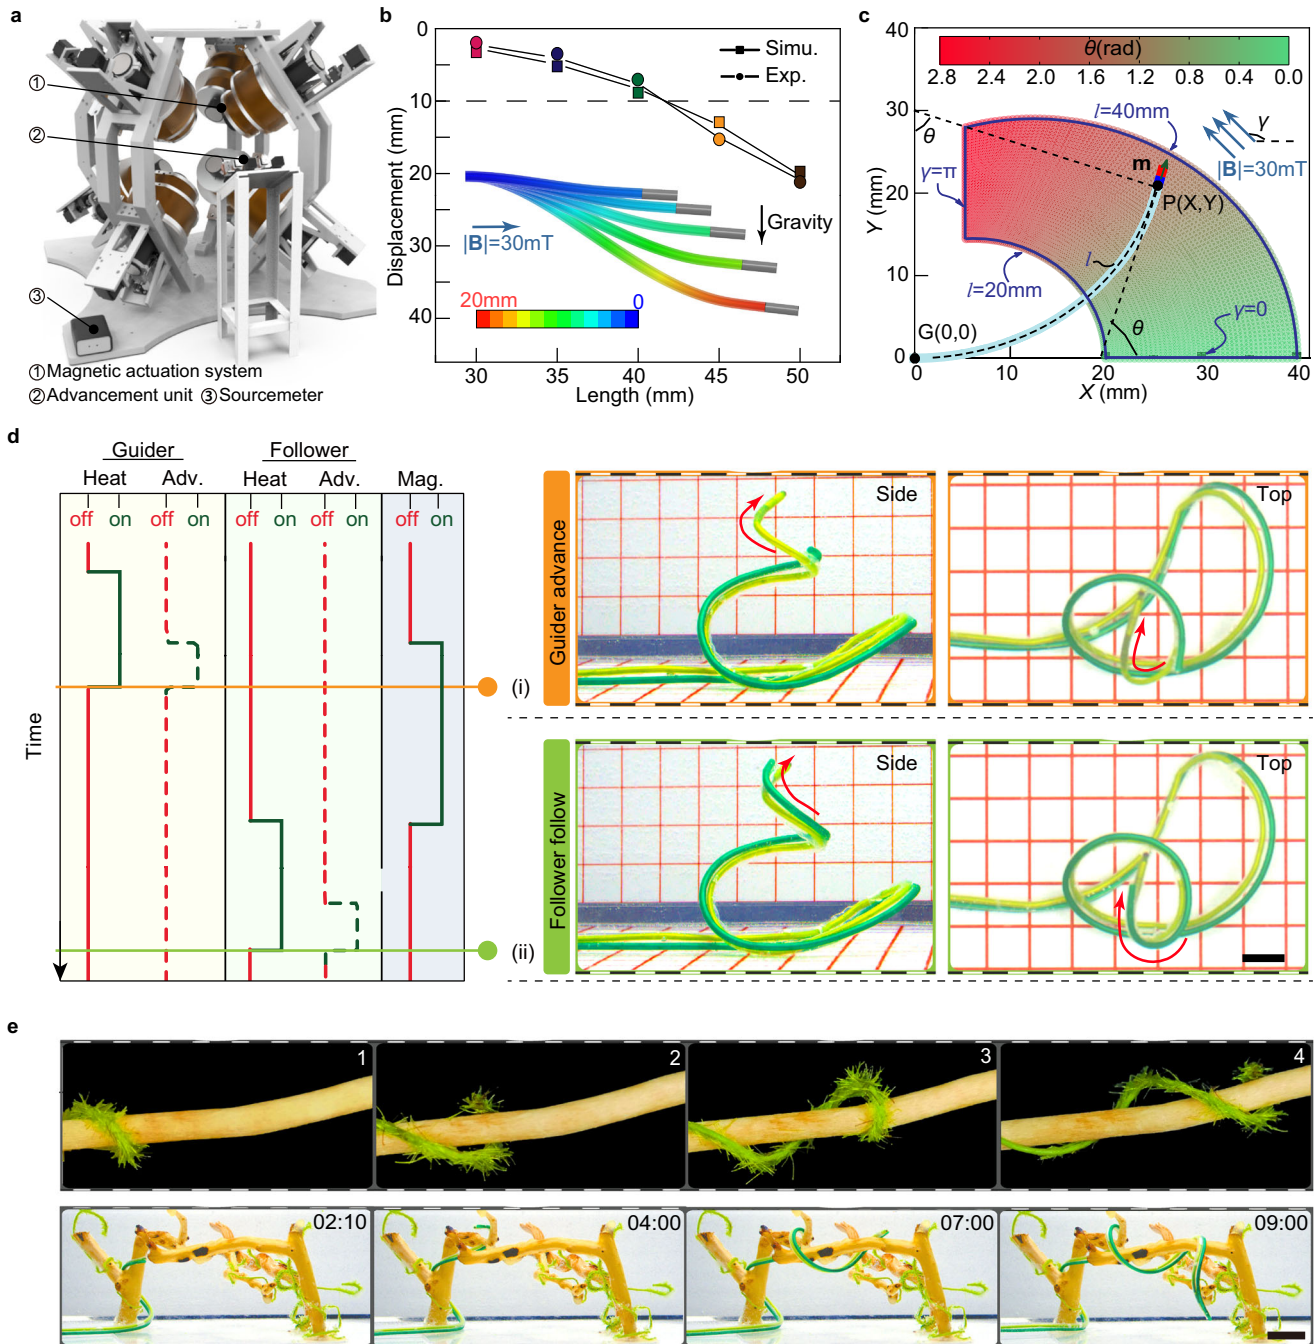 a
①
②
③
①Magnetic actuation system
②Advancement unit ③Sourcemeter
b
0
10
20
30
40
Displacement (mm)
Simu.
Exp.
|B|=30mT
Gravity
20mm
0
30
35
40
45
50
Length (mm)
c
θ(rad)
2.8
2.4
1.6
1.2
0.8
0.0
Y (mm)
40
30
20
10
0
θ
l=40mm
γ
|B|=30mT
m
γ=π
P(X,Y)
l
l=20mm
γ=0
G(0,0)
θ
0
10
20
30
40
X (mm)
d
Guider
Follower
Heat
Adv.
Heat
Adv.
Mag.
off on off on off on off on off on
Time
(i)
(ii)
Guider advance
Side
Top
Follower follow
Side
Top
e
1
2
3
4
02:10
04:00
07:00
09:00